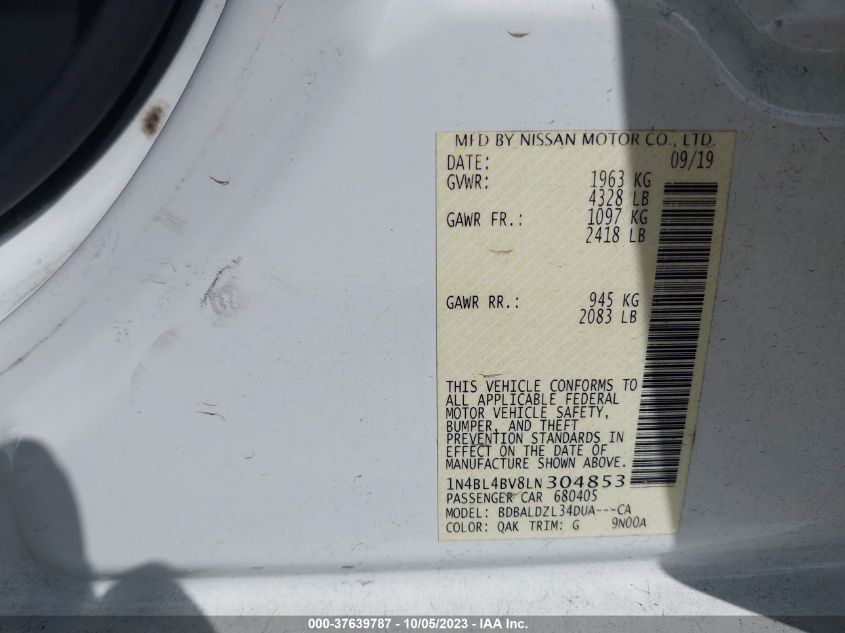 MFD BY NISSAN MOTOR CO., LTD.
DATE: 09/19
GVWR: 1963 KG
4328 LB
GAWR FR.: 1097 KG
2418 LB
GAWR RR.: 945 KG
2083 LB
THIS VEHICLE CONFORMS TO
ALL APPLICABLE FEDERAL
MOTOR VEHICLE SAFETY,
BUMPER, AND THEFT
PREVENTION STANDARDS IN
EFFECT ON THE DATE OF
MANUFACTURE SHOWN ABOVE.
1N4BL4BV8LN304853
PASSENGER CAR 680405
MODEL: BDBALDZL34DUA---CA
COLOR: QAK TRIM: G 9N00A
000-37639787 - 10/05/2023 - IAA Inc.